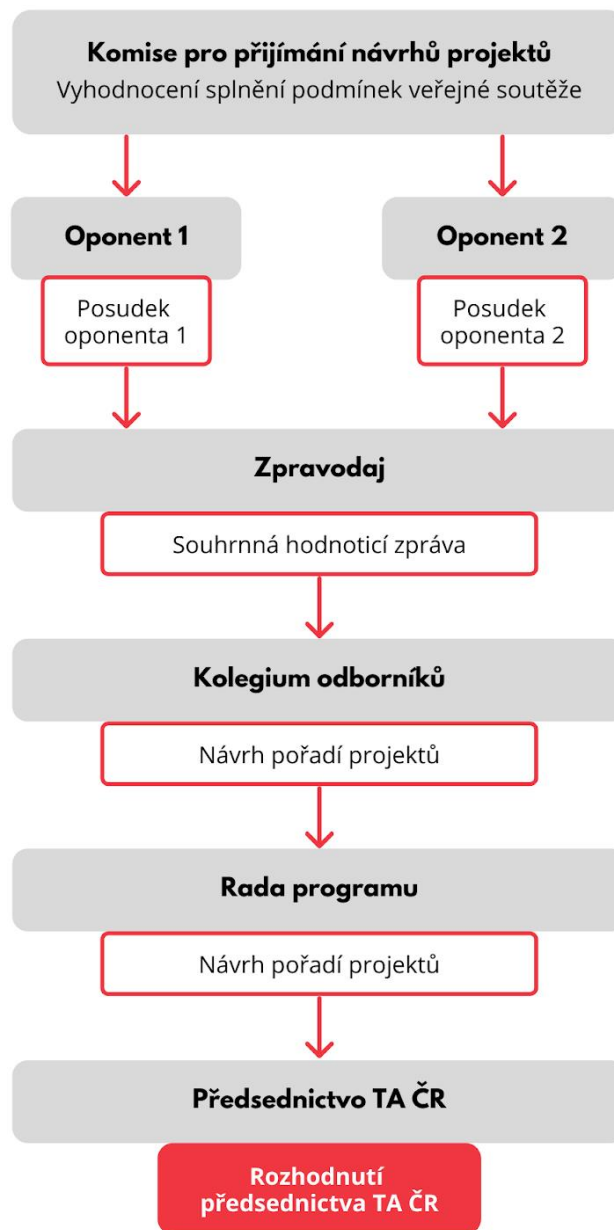 Komise pro přijímání návrhů projektů
Vyhodnocení splnění podmínek veřejné soutěže
Oponent 1
Oponent 2
Posudek
oponenta 1
Posudek
oponenta 2
Zpravodaj
Souhrnná hodnoticí zpráva
Kolegium odborníků
Návrh pořadí projektů
Rada programu
Návrh pořadí projektů
Předsednictvo TA ČR
Rozhodnutí
předsednictva TA ČR